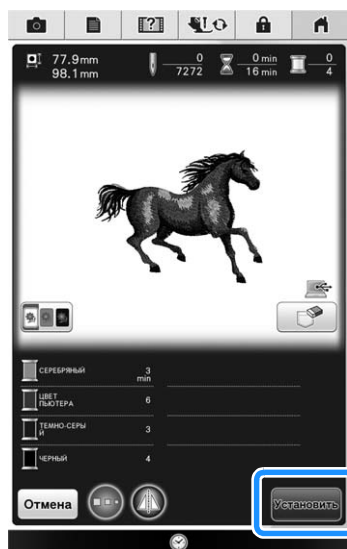 77.9mm
98.1mm
0
7272
0 min
16 min
0
4
СЕРЕБРЯНЫЙ 3
min
ЦВЕТ
ПЬЮТЕРА 6
ТЕМНО-СЕРЫ
Й 3
ЧЕРНЫЙ 4
Отмена
Установить